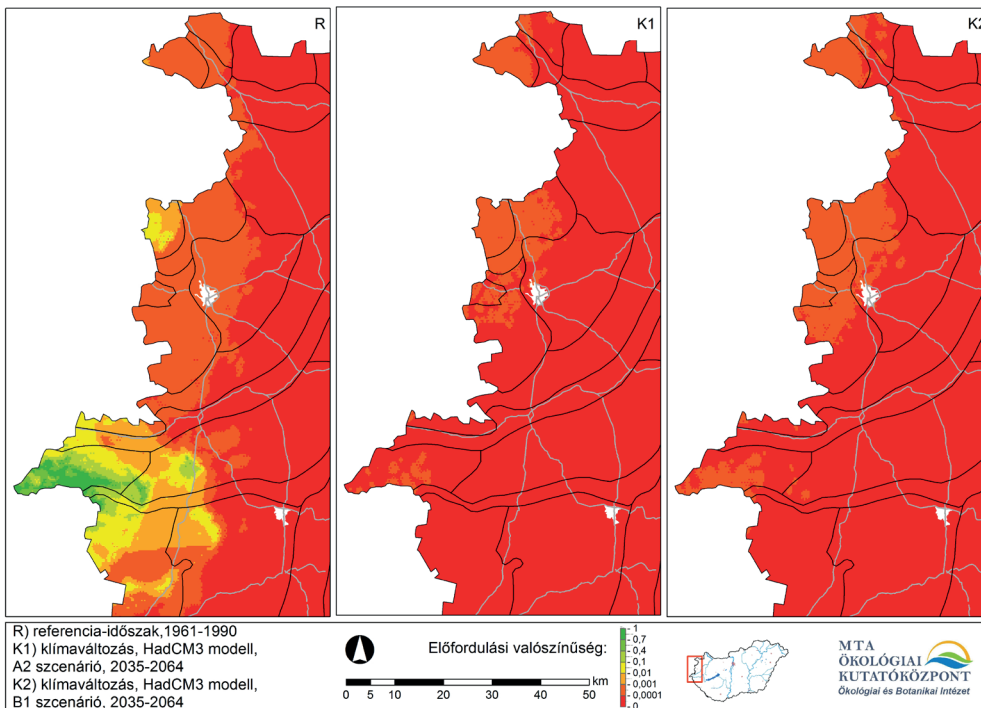 R
K1
K2
R) referencia-időszak,1961-1990
K1) klímaváltozás, HadCM3 modell,
A2 szcenárió, 2035-2064
K2) klímaváltozás, HadCM3 modell,
B1 szcenárió, 2035-2064
0 5 10 20 30 40 50 km
Előfordulási valószínűség:
1
0,7
0,4
0,1
0,01
0,001
0,0001
0
MTA
ÖKOLÓGIAI
KUTATÓKÖZPONT
Ökológiai és Botanikai Intézet